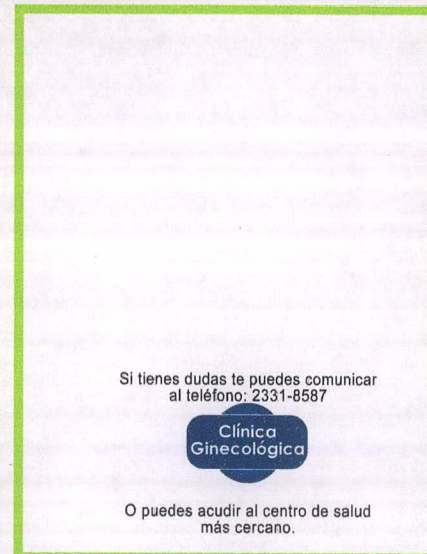 Si tienes dudas te puedes comunicar
al teléfono: 2331-8587
Clínica
Ginecológica
O puedes acudir al centro de salud
más cercano.